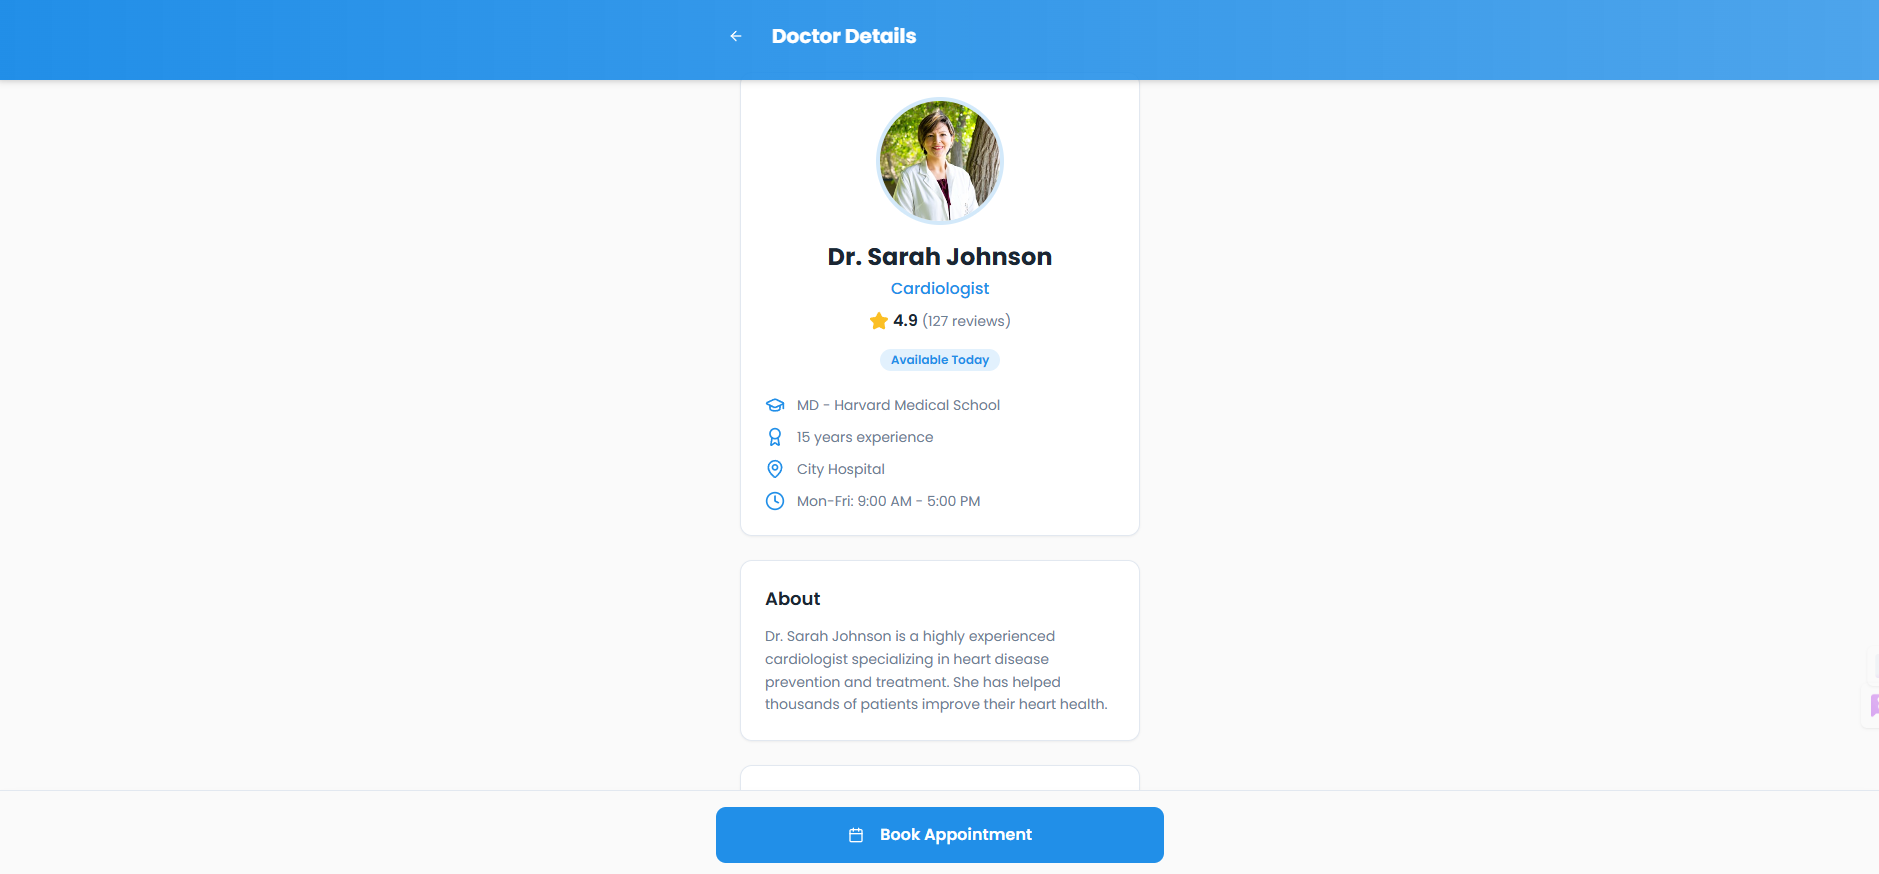 Doctor Details
Dr. Sarah Johnson
Cardiologist
4.9 (127 reviews)
Available Today
MD - Harvard Medical School
15 years experience
City Hospital
Mon-Fri: 9:00 AM - 5:00 PM
About
Dr. Sarah Johnson is a highly experienced
cardiologist specializing in heart disease
prevention and treatment. She has helped
thousands of patients improve their heart health.
Book Appointment